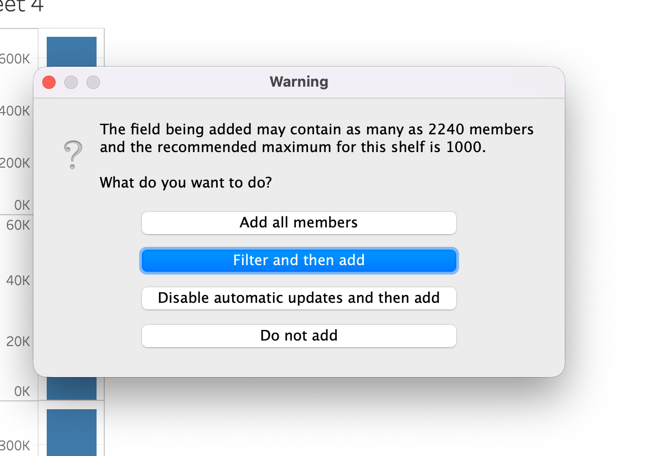 eet 4
600K
Warning
400K
The field being added may contain as many as 2240 members
and the recommended maximum for this shelf is 1000.
200K
What do you want to do?
0K
60K
Add all members
Filter and then add
40K
Disable automatic updates and then add
20K
Do not add
0K
300K